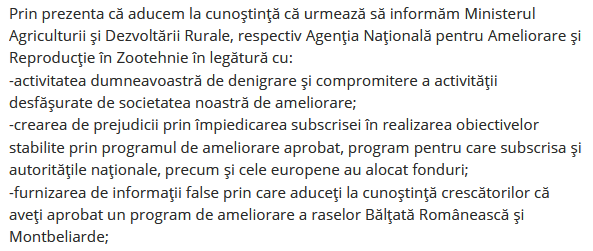 Prin prezenta că aducem la cunoştinţă că urmează să informăm Ministerul
Agriculturii şi Dezvoltării Rurale, respectiv Agenţia Naţională pentru Ameliorare şi
Reproducţie în Zootehnie în legătură cu:
-activitatea dumneavoastră de denigrare şi compromitere a activităţii
desfăşurate de societatea noastră de ameliorare;
-crearea de prejudicii prin împiedicarea subscrisei în realizarea obiectivelor
stabilite prin programul de ameliorare aprobat, program pentru care subscrisa şi
autorităţile naţionale, precum şi cele europene au alocat fonduri;
-furnizarea de informaţii false prin care aduceţi la cunoştinţă crescătorilor că
aveţi aprobat un program de ameliorare a raselor Bălţată Românească şi
Montbeliarde;